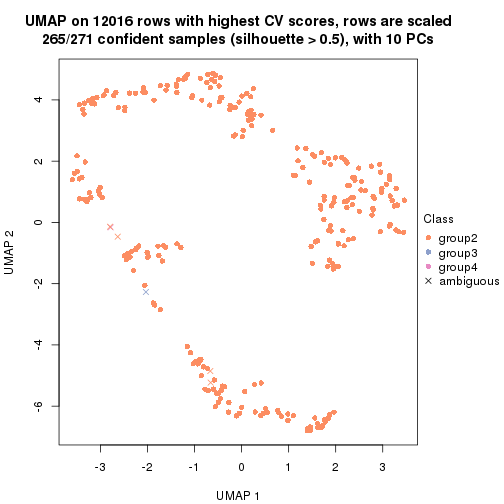 UMAP on 12016 rows with highest CV scores, rows are scaled
265/271 confident samples (silhouette > 0.5), with 10 PCs
4
2
0
-2
-4
-6
UMAP 2
-3
-2
-1
0
1
2
3
UMAP 1
Class
group2
group3
group4
ambiguous